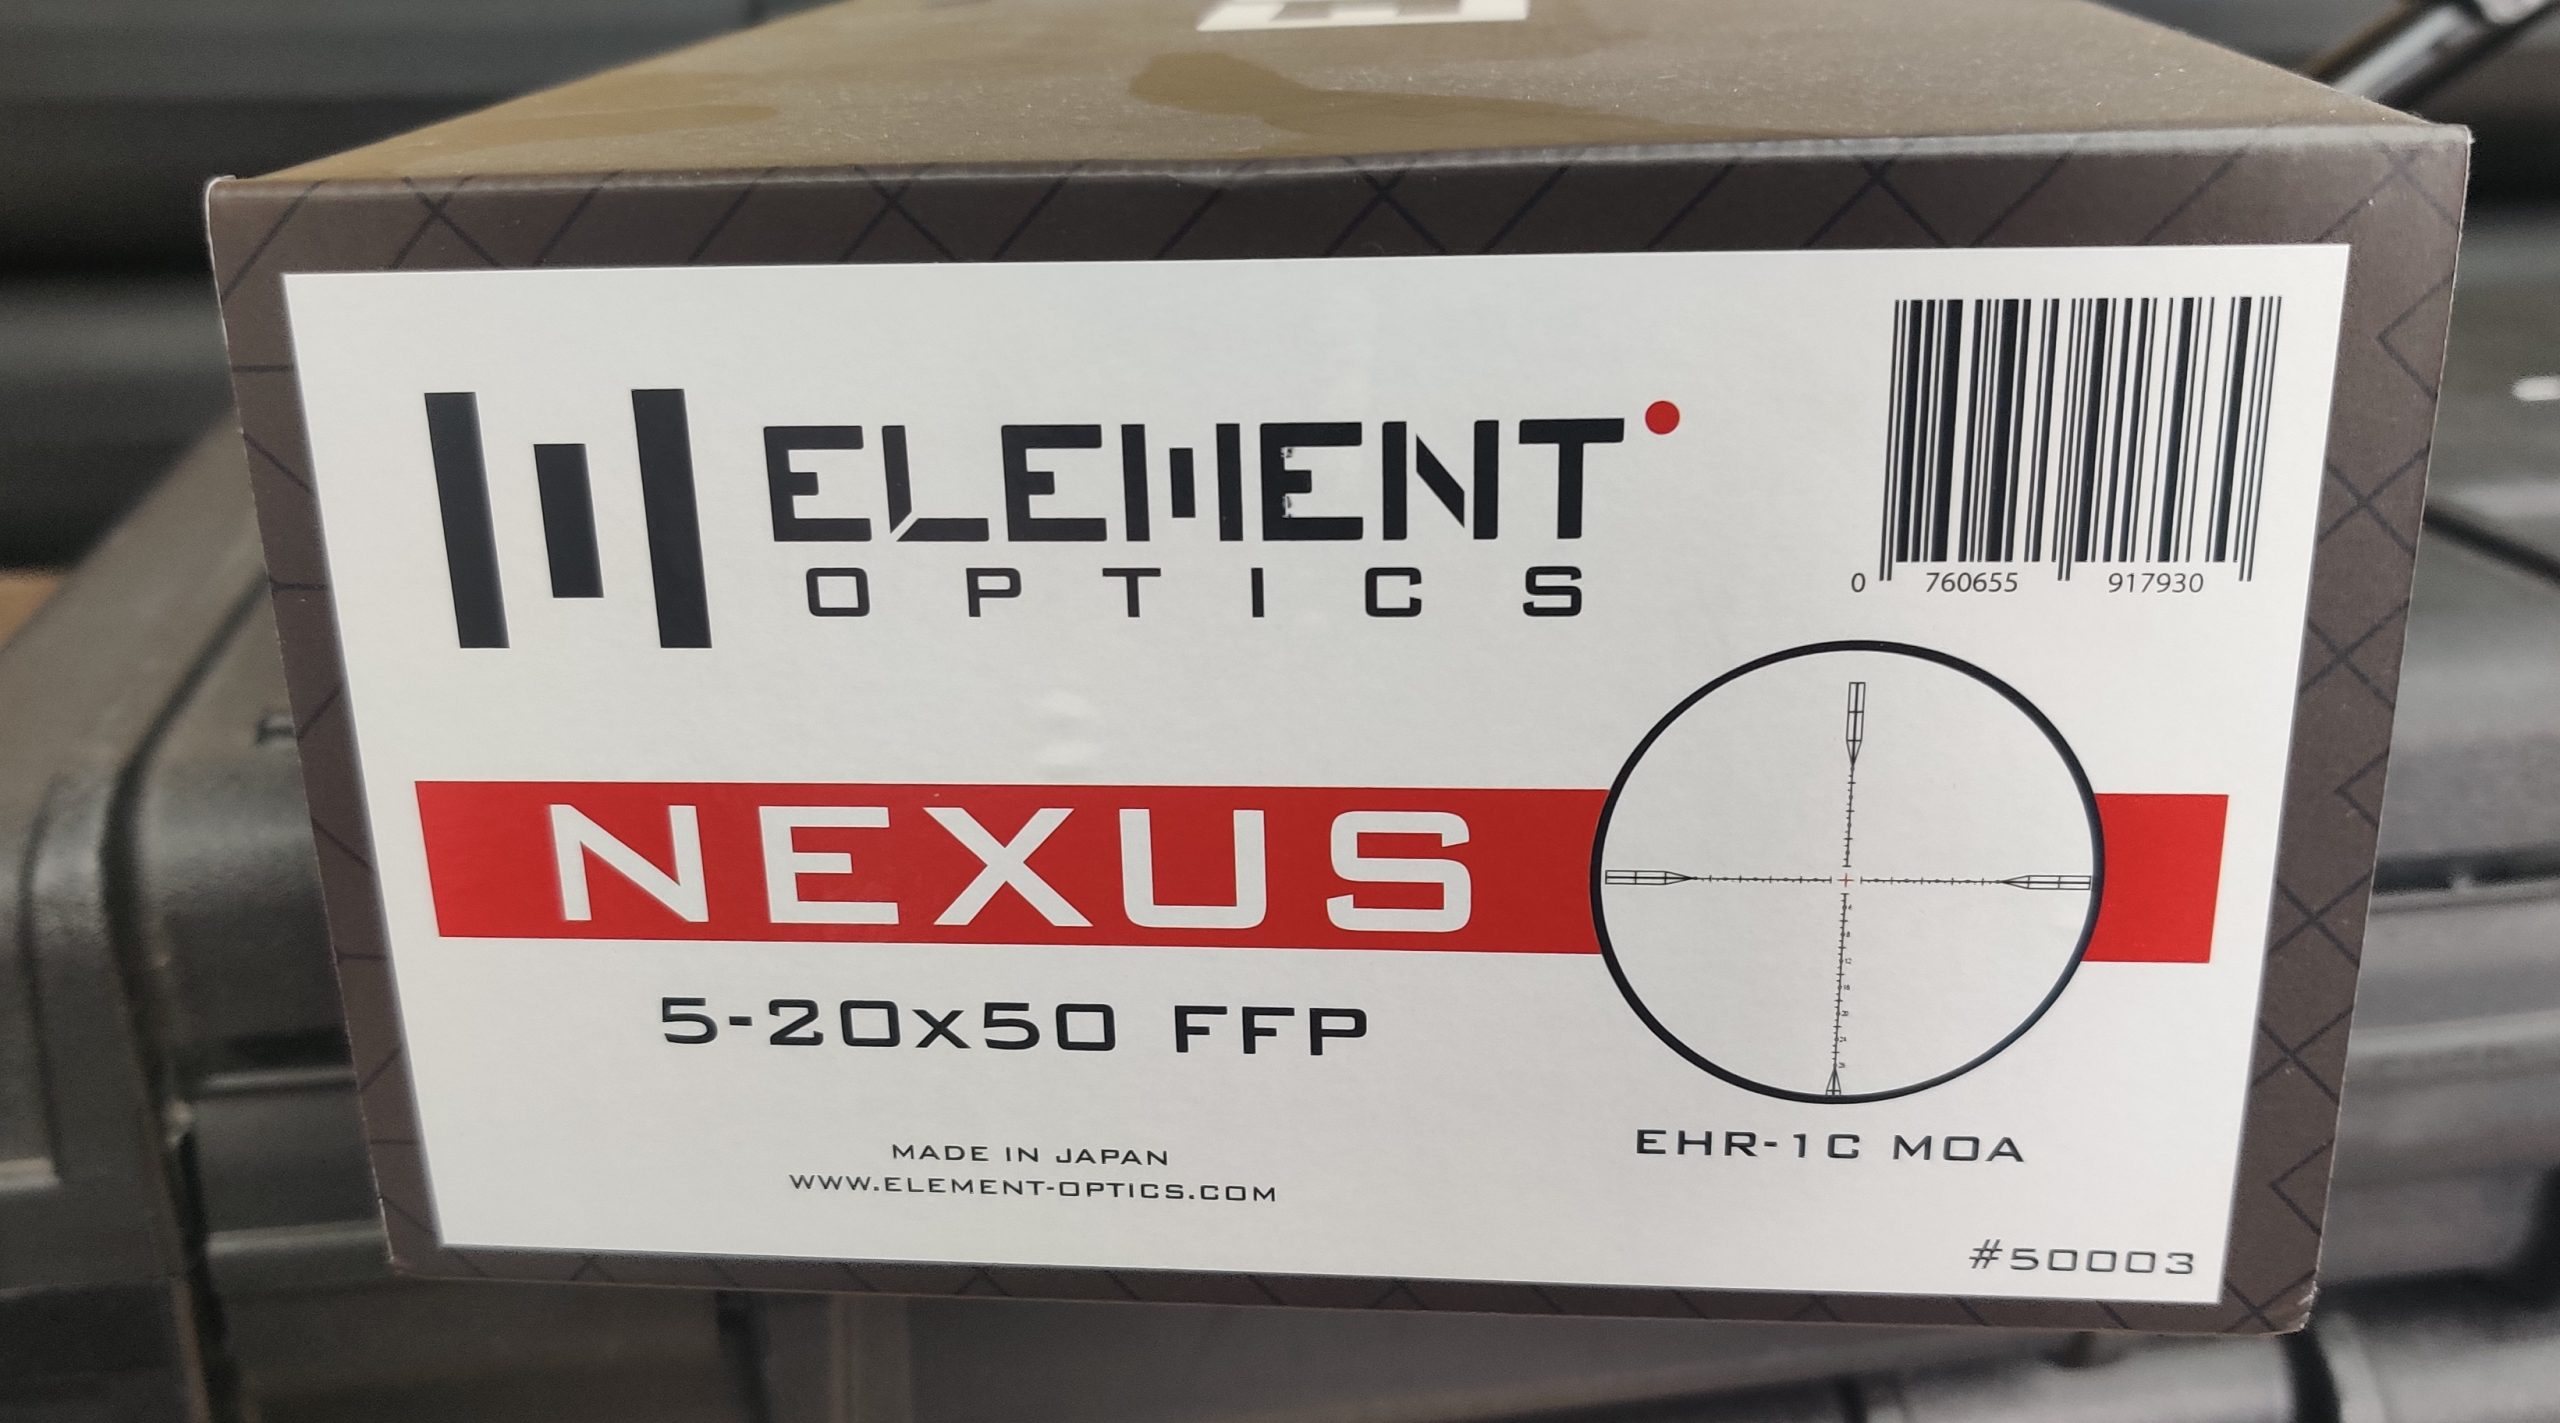 ELEMENT
OPTICS
0 760655 917930
NEXUS
5-20x50 FFP
EHR-1C MOA
MADE IN JAPAN
WWW.ELEMENT-OPTICS.COM
#50003